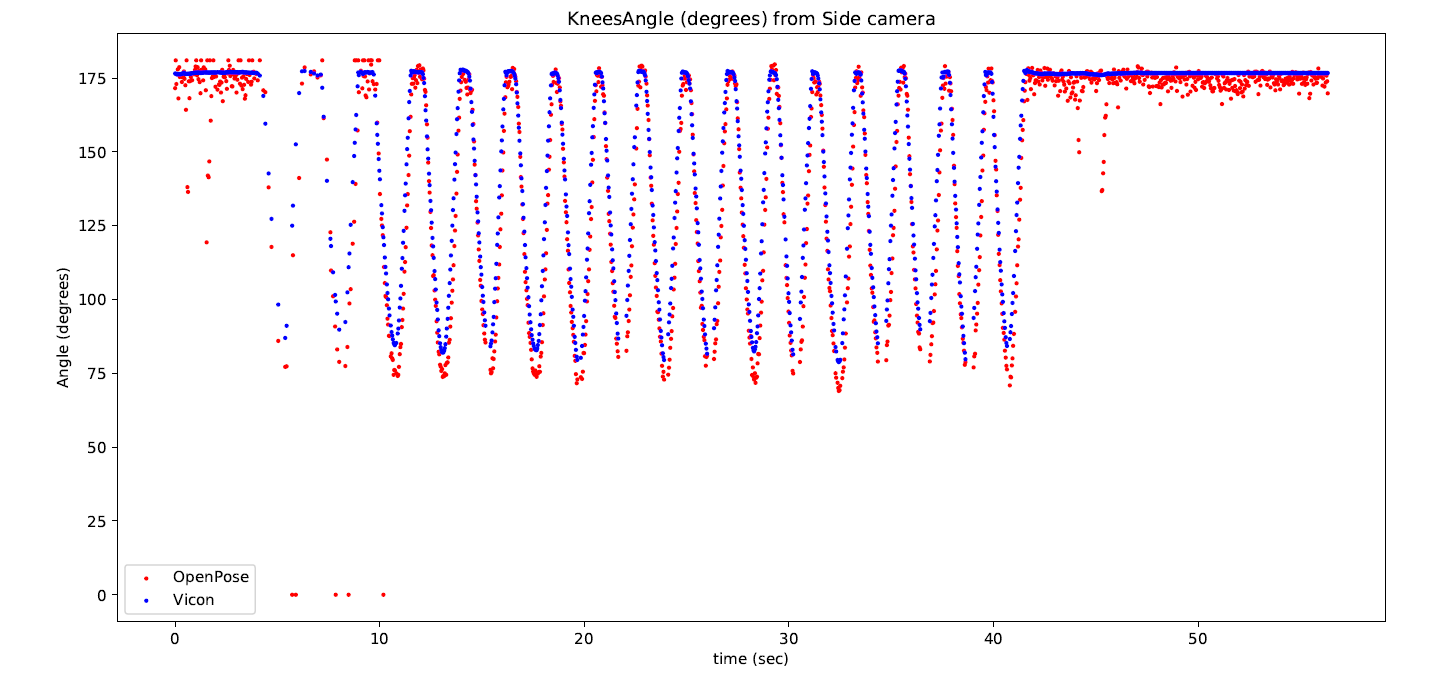 KneesAngle (degrees) from Side camera
Angle (degrees)
175
150
125
100
75
50
25
0
OpenPose
Vicon
0 10 20 30 40 50
time (sec)